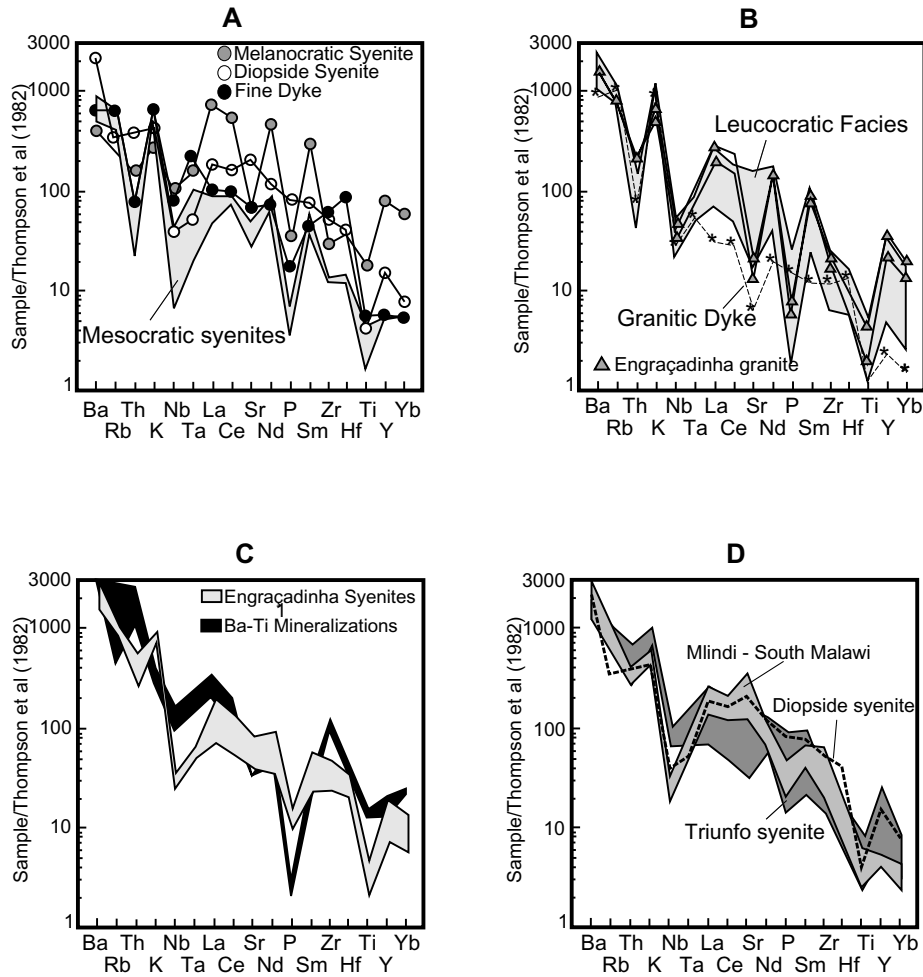 A
3000
1000
100
10
1
Sample/Thompson et al (1982)
Melanocratic Syenite
Diopside Syenite
Fine Dyke
Mesocratic syenites
Ba Th Nb La Sr P Zr Ti Yb
Rb K Ta Ce Nd Sm Hf Y
B
3000
1000
100
10
1
Sample/Thompson et al (1982)
Leucocratic Facies
Granitic Dyke
Engraçadinha granite
Ba Th Nb La Sr P Zr Ti Yb
Rb K Ta Ce Nd Sm Hf Y
C
3000
1000
100
10
1
Sample/Thompson et al (1982)
Engraçadinha Syenites
1
Ba-Ti Mineralizations
Ba Th Nb La Sr P Zr Ti Yb
Rb K Ta Ce Nd Sm Hf Y
D
3000
1000
100
10
1
Sample/Thompson et al (1982)
Mlindi - South Malawi
Diopside syenite
Triunfo syenite
Ba Th Nb La Sr P Zr Ti Yb
Rb K Ta Ce Nd Sm Hf Y